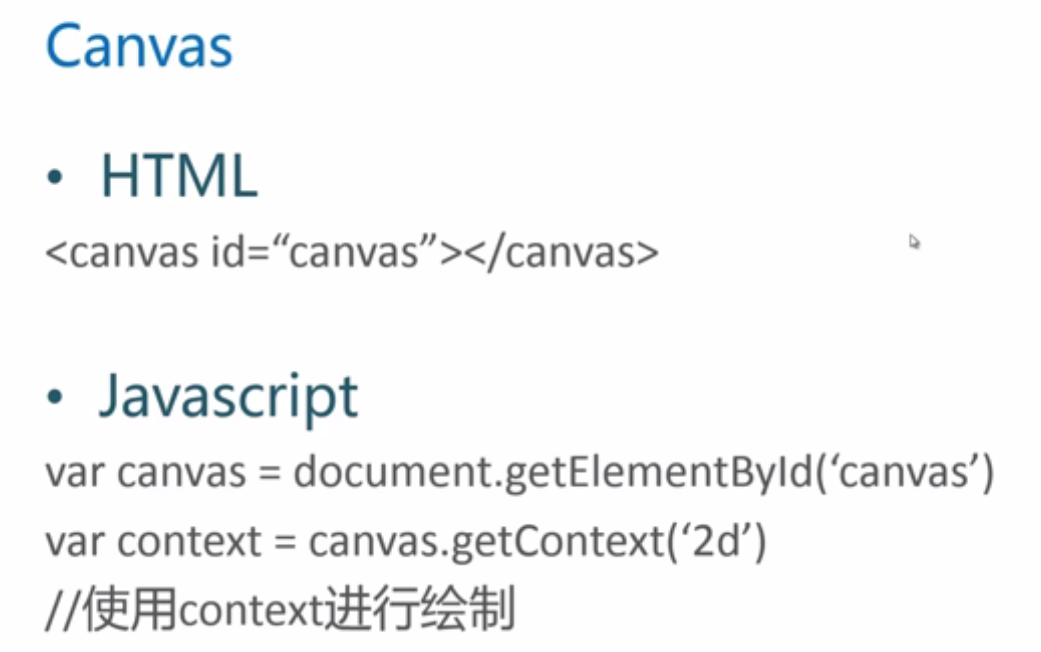 Canvas
• HTML
<canvas id=“canvas”></canvas>
• Javascript
var canvas = document.getElementById(‘canvas’)
var context = canvas.getContext(‘2d’)
//使用context进行绘制